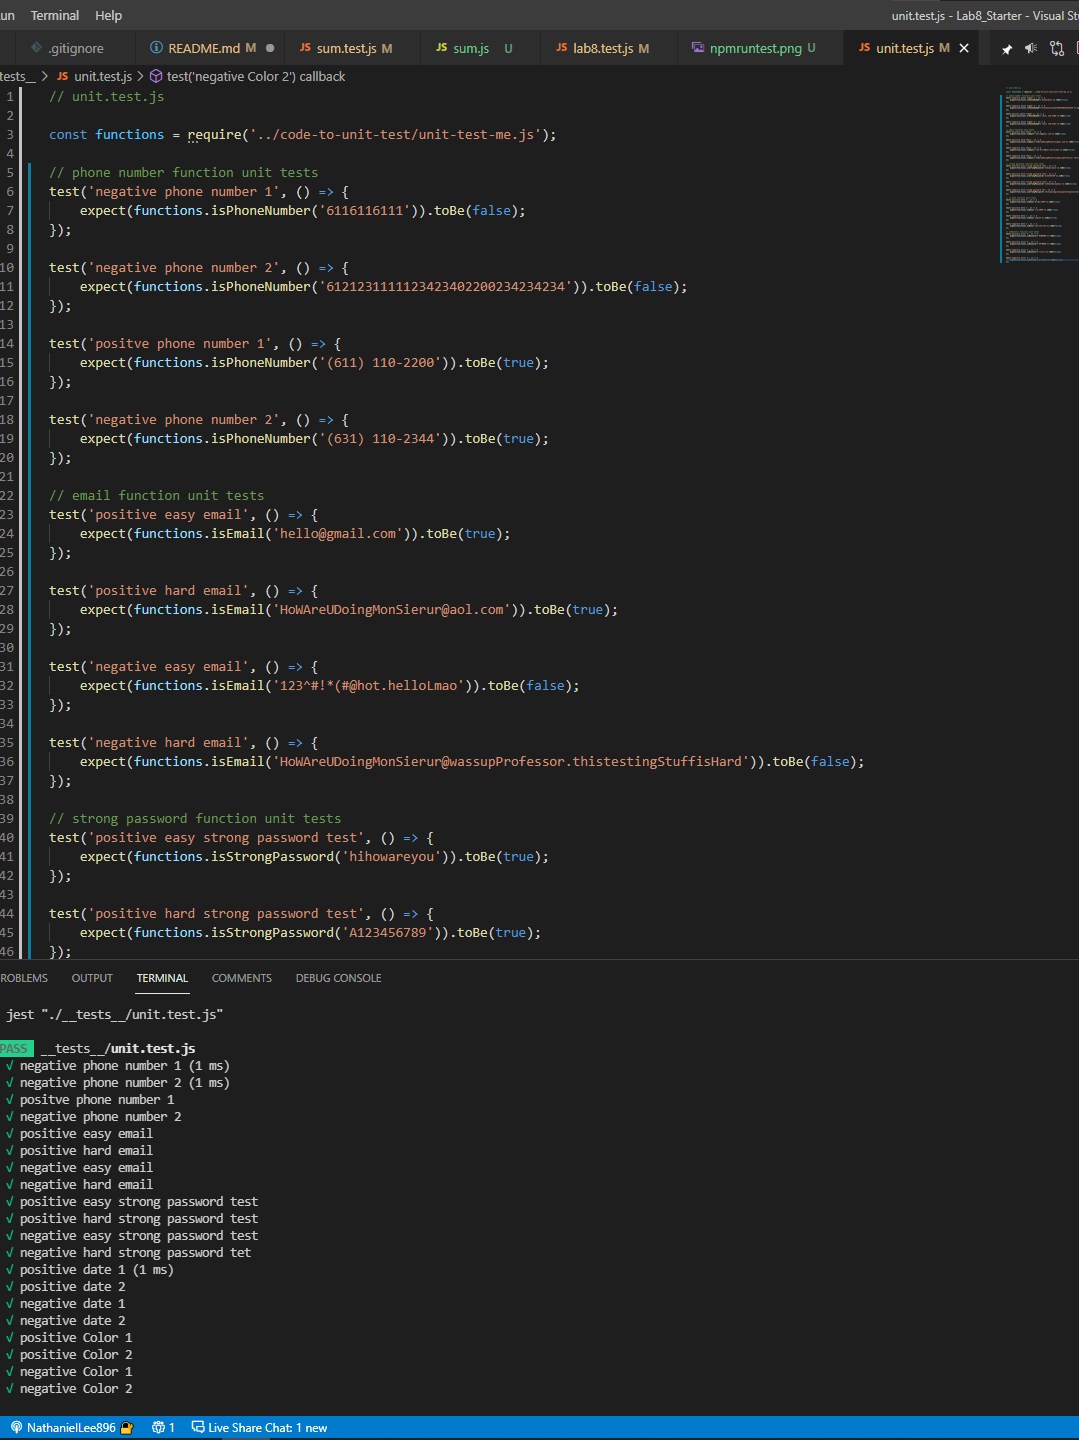 un Terminal Help unit.test.js - Lab8_Starter - Visual Stu
.gitignore README.md M sum.test.js M sum.js U lab8.test.js M npmruntest.png U unit.test.js M
tests__ > JS unit.test.js > test('negative Color 2') callback
1 // unit.test.js
2
3 const functions = require('../code-to-unit-test/unit-test-me.js');
4
5 // phone number function unit tests
6 test('negative phone number 1', () => {
7 expect(functions.isPhoneNumber('6116116111')).toBe(false);
8 });
9
10 test('negative phone number 2', () => {
11 expect(functions.isPhoneNumber('6121231111123423402200234234234')).toBe(false);
12 });
13
14 test('positve phone number 1', () => {
15 expect(functions.isPhoneNumber('(611) 110-2200')).toBe(true);
16 });
17
18 test('negative phone number 2', () => {
19 expect(functions.isPhoneNumber('(631) 110-2344')).toBe(true);
20 });
21
22 // email function unit tests
23 test('positive easy email', () => {
24 expect(functions.isEmail('hello@gmail.com')).toBe(true);
25 });
26
27 test('positive hard email', () => {
28 expect(functions.isEmail('HoWAreUDoingMonSierur@aol.com')).toBe(true);
29 });
30
31 test('negative easy email', () => {
32 expect(functions.isEmail('123^#!*(#@hot.helloLmao')).toBe(false);
33 });
34
35 test('negative hard email', () => {
36 expect(functions.isEmail('HoWAreUDoingMonSierur@wassupProfessor.thistestingStuffisHard')).toBe(false);
37 });
38
39 // strong password function unit tests
40 test('positive easy strong password test', () => {
41 expect(functions.isStrongPassword('hihowareyou')).toBe(true);
42 });
43
44 test('positive hard strong password test', () => {
45 expect(functions.isStrongPassword('A123456789')).toBe(true);
46 });
ROBLEMS OUTPUT TERMINAL COMMENTS DEBUG CONSOLE
jest "./__tests__/unit.test.js"
PASS __tests__/unit.test.js
√ negative phone number 1 (1 ms)
√ negative phone number 2 (1 ms)
√ positve phone number 1
√ negative phone number 2
√ positive easy email
√ positive hard email
√ negative easy email
√ negative hard email
√ positive easy strong password test
√ positive hard strong password test
√ negative easy strong password test
√ negative hard strong password tet
√ positive date 1 (1 ms)
√ positive date 2
√ negative date 1
√ negative date 2
√ positive Color 1
√ positive Color 2
√ negative Color 1
√ negative Color 2
NathanielLee896 1 Live Share Chat: 1 new